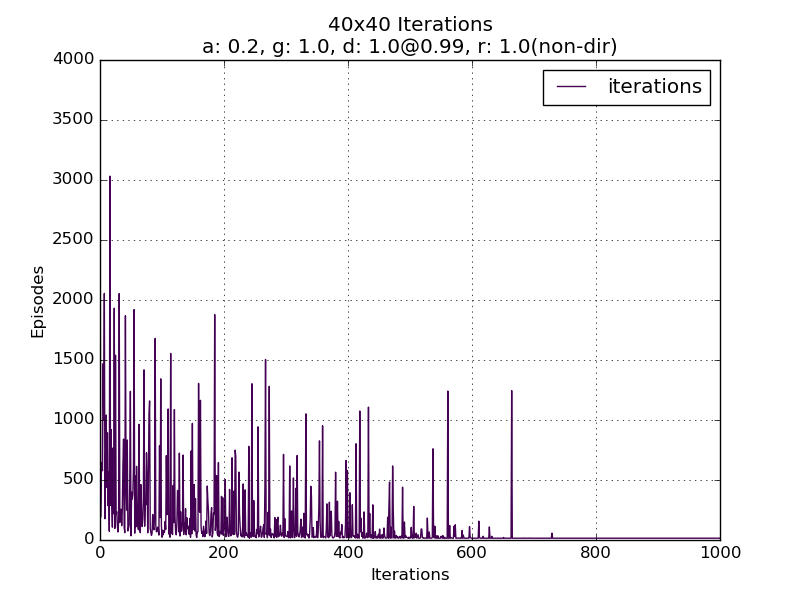 40x40 Iterations
a: 0.2, g: 1.0, d: 1.0@0.99, r: 1.0(non-dir)
iterations
4000
3500
3000
2500
2000
1500
1000
500
0
Episodes
0 200 400 600 800 1000
Iterations